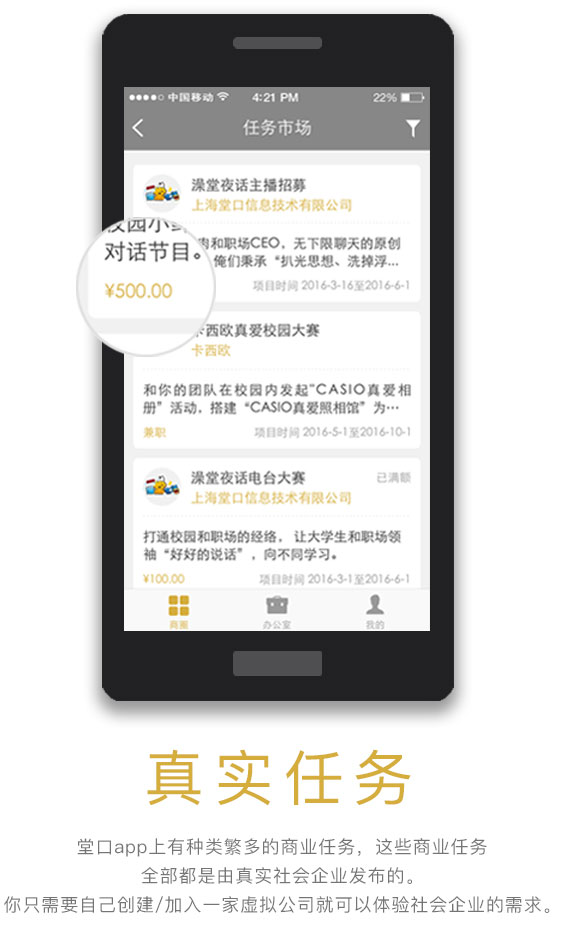 中国移动
4:21 PM
22%
任务市场
澡堂夜话主播招募
上海堂口信息技术有限公司
对话节目。
¥500.00
和职场CEO，无下限聊天的原创
俺们秉承“扒光思想、洗掉浮...
项目时间 2016-3-16至2016-6-1
卡西欧真爱校园大赛
卡西欧
和你的团队在校园内发起"CASIO真爱相
册”活动，搭建“CASIO真爱照相馆”为···
兼职
项目时间 2016-5-1至2016-10-1
澡堂夜话电台大赛
已满额
上海堂口信息技术有限公司
打通校园和职场的经络， 让大学生和职场领
袖“好好的说话”，向不同学习。
¥100.00
项目时间 2016-3-1至2016-6-1
商圈
办公室
我的
真实任务
堂口app上有种类繁多的商业任务，这些商业任务
全部都是由真实社会企业发布的。
你只需要自己创建/加入一家虚拟公司就可以体验社会企业的需求。